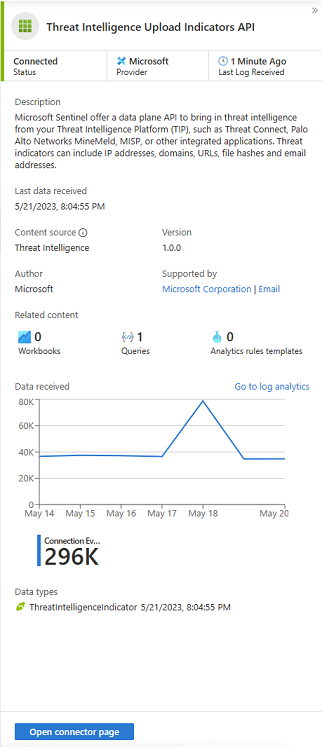 »
Threat Intelligence Upload Indicators API
Connected
Status
Microsoft
Provider
1 Minute Ago
Last Log Received
Description
Microsoft Sentinel offer a data plane API to bring in threat intelligence
from your Threat Intelligence Platform (TIP), such as Threat Connect, Palo
Alto Networks MineMeld, MISP, or other integrated applications. Threat
indicators can include IP addresses, domains, URLs, file hashes and email
addresses.
Last data received
5/21/2023, 8:04:55 PM
Content source
Threat Intelligence
Version
1.0.0
Author
Microsoft
Supported by
Microsoft Corporation | Email
Related content
0
Workbooks
1
Queries
0
Analytics rules templates
Data received
Go to log analytics
80K
60K
40K
20K
0
May 14 May 15 May 16 May 17 May 18 May 20
Connection Ev...
296K
Data types
ThreatIntelligenceIndicator 5/21/2023, 8:04:55 PM
Open connector page